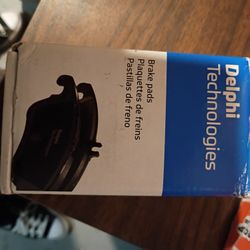 Delphi
Technologies
Brake pads
Plaquettes de freins
Pastillas de freno